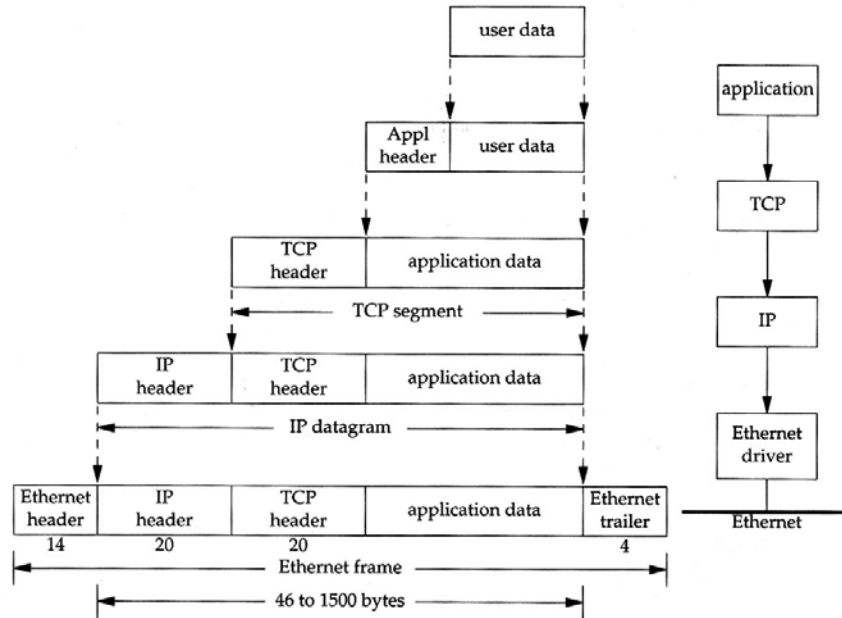 user data
application
Appl
header
user data
TCP
TCP
header
application data
TCP segment
IP
IP
header
TCP
header
application data
IP datagram
Ethernet
driver
Ethernet
header
IP
header
TCP
header
application data
Ethernet
trailer
Ethernet
14
20
20
4
Ethernet frame
46 to 1500 bytes